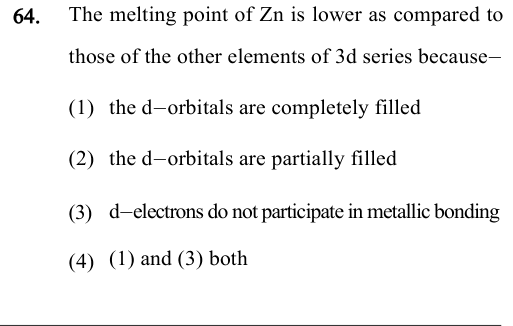 64. The melting point of Zn is lower as compared to
those of the other elements of 3d series because–
(1) the d–orbitals are completely filled
(2) the d–orbitals are partially filled
(3) d–electrons do not participate in metallic bonding
(4) (1) and (3) both